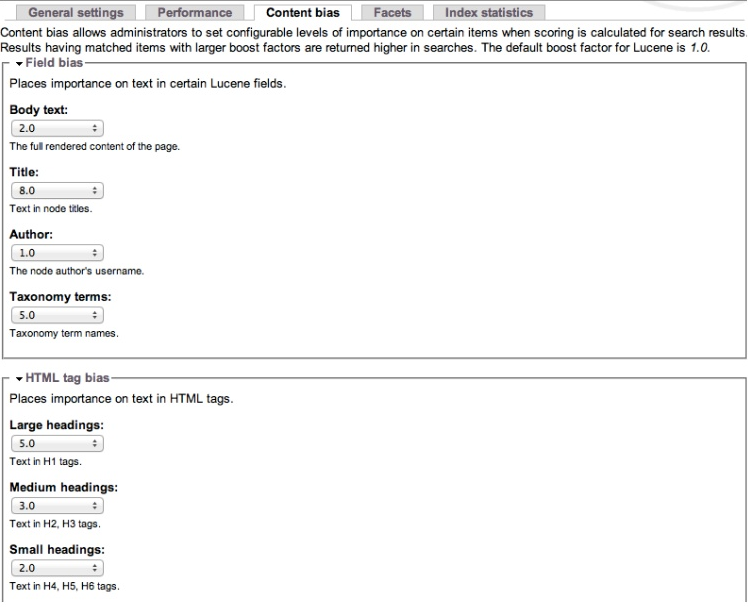 General settings Performance Content bias Facets Index statistics
Content bias allows administrators to set configurable levels of importance on certain items when scoring is calculated for search results.
Results having matched items with larger boost factors are returned higher in searches. The default boost factor for Lucene is 1.0.
Field bias
Places importance on text in certain Lucene fields.
Body text:
2.0
The full rendered content of the page.
Title:
8.0
Text in node titles.
Author:
1.0
The node author's username.
Taxonomy terms:
5.0
Taxonomy term names.
HTML tag bias
Places importance on text in HTML tags.
Large headings:
5.0
Text in H1 tags.
Medium headings:
3.0
Text in H2, H3 tags.
Small headings:
2.0
Text in H4, H5, H6 tags.